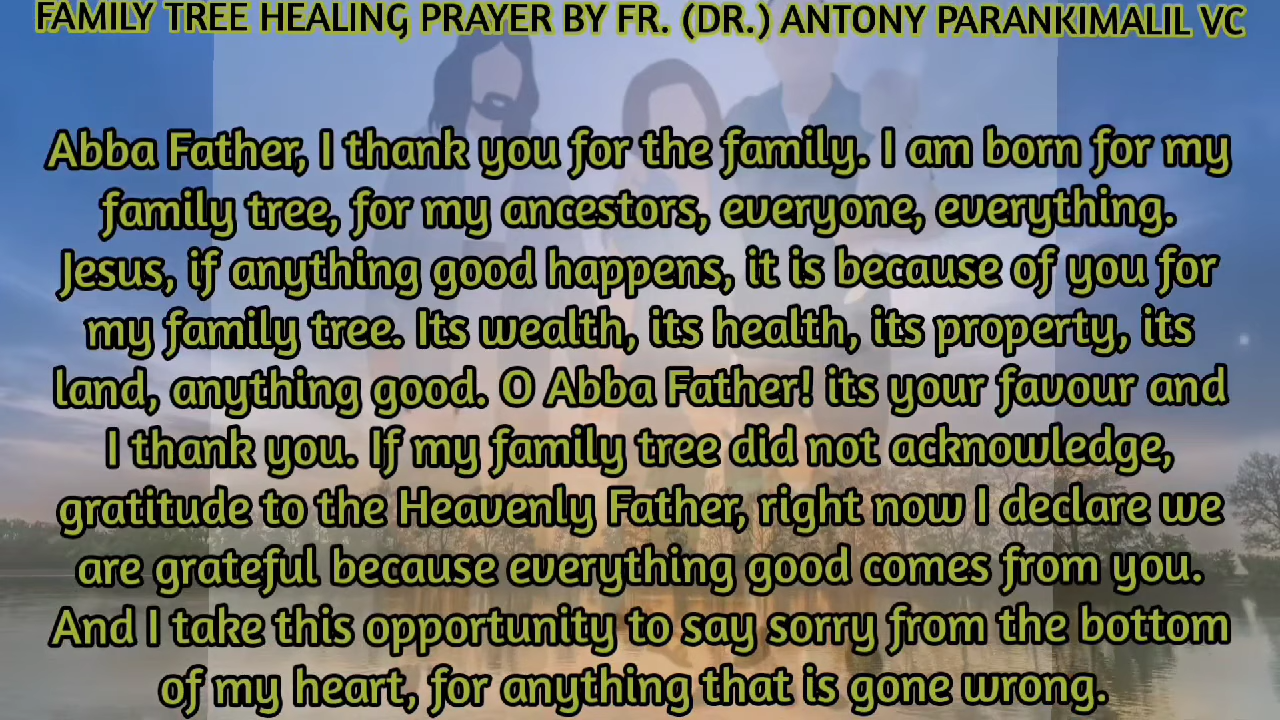 FAMILY TREE HEALING PRAYER BY FR. (DR.) ANTONY PARANKIMALIL VC
Abba Father, I thank you for the family. I am born for my
family tree, for my ancestors, everyone, everything.
Jesus, if anything good happens, it is because of you for
my family tree. Its wealth, its health, its property, its
land, anything good. O Abba Father! its your favour and
I thank you. If my family tree did not acknowledge,
gratitude to the Heavenly Father, right now I declare we
are grateful because everything good comes from you.
And I take this opportunity to say sorry from the bottom
of my heart, for anything that is gone wrong.